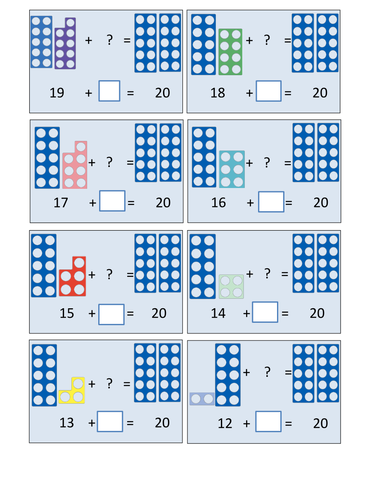 + ? =
19 + = 20
+ ? =
18 + = 20
+ ? =
17 + = 20
+ ? =
16 + = 20
+ ? =
15 + = 20
+ ? =
14 + = 20
+ ? =
13 + = 20
+ ? =
12 + = 20